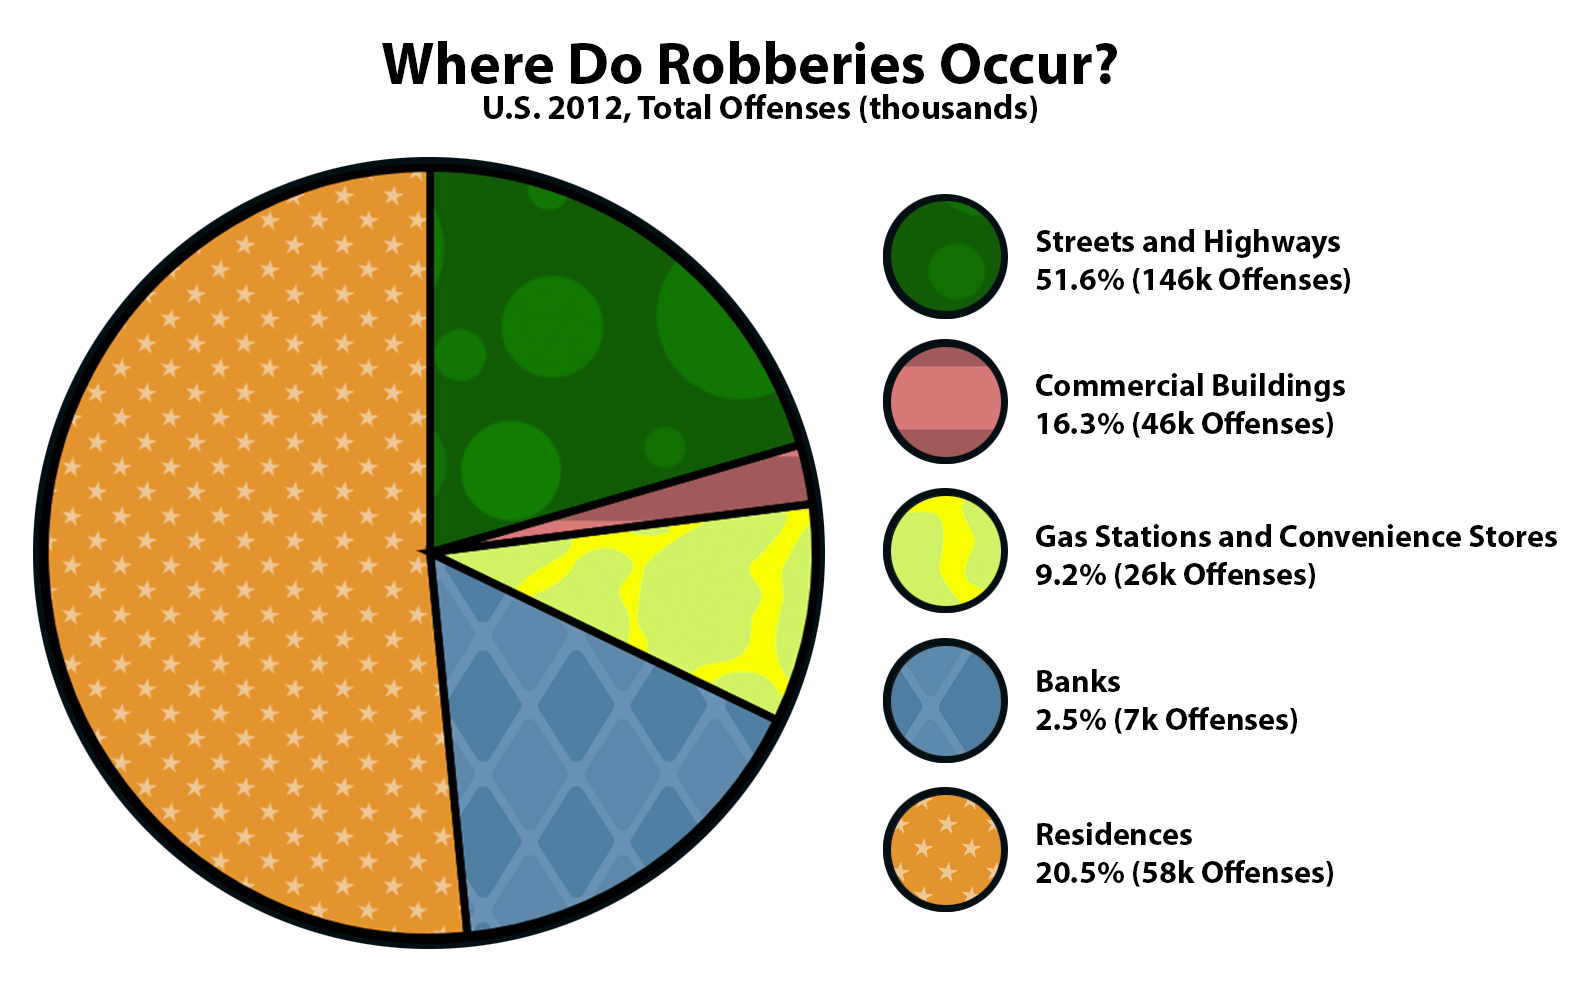 Where Do Robberies Occur?
U.S. 2012, Total Offenses (thousands)
Streets and Highways
51.6% (146k Offenses)
Commercial Buildings
16.3% (46k Offenses)
Gas Stations and Convenience Stores
9.2% (26k Offenses)
Banks
2.5% (7k Offenses)
Residences
20.5% (58k Offenses)